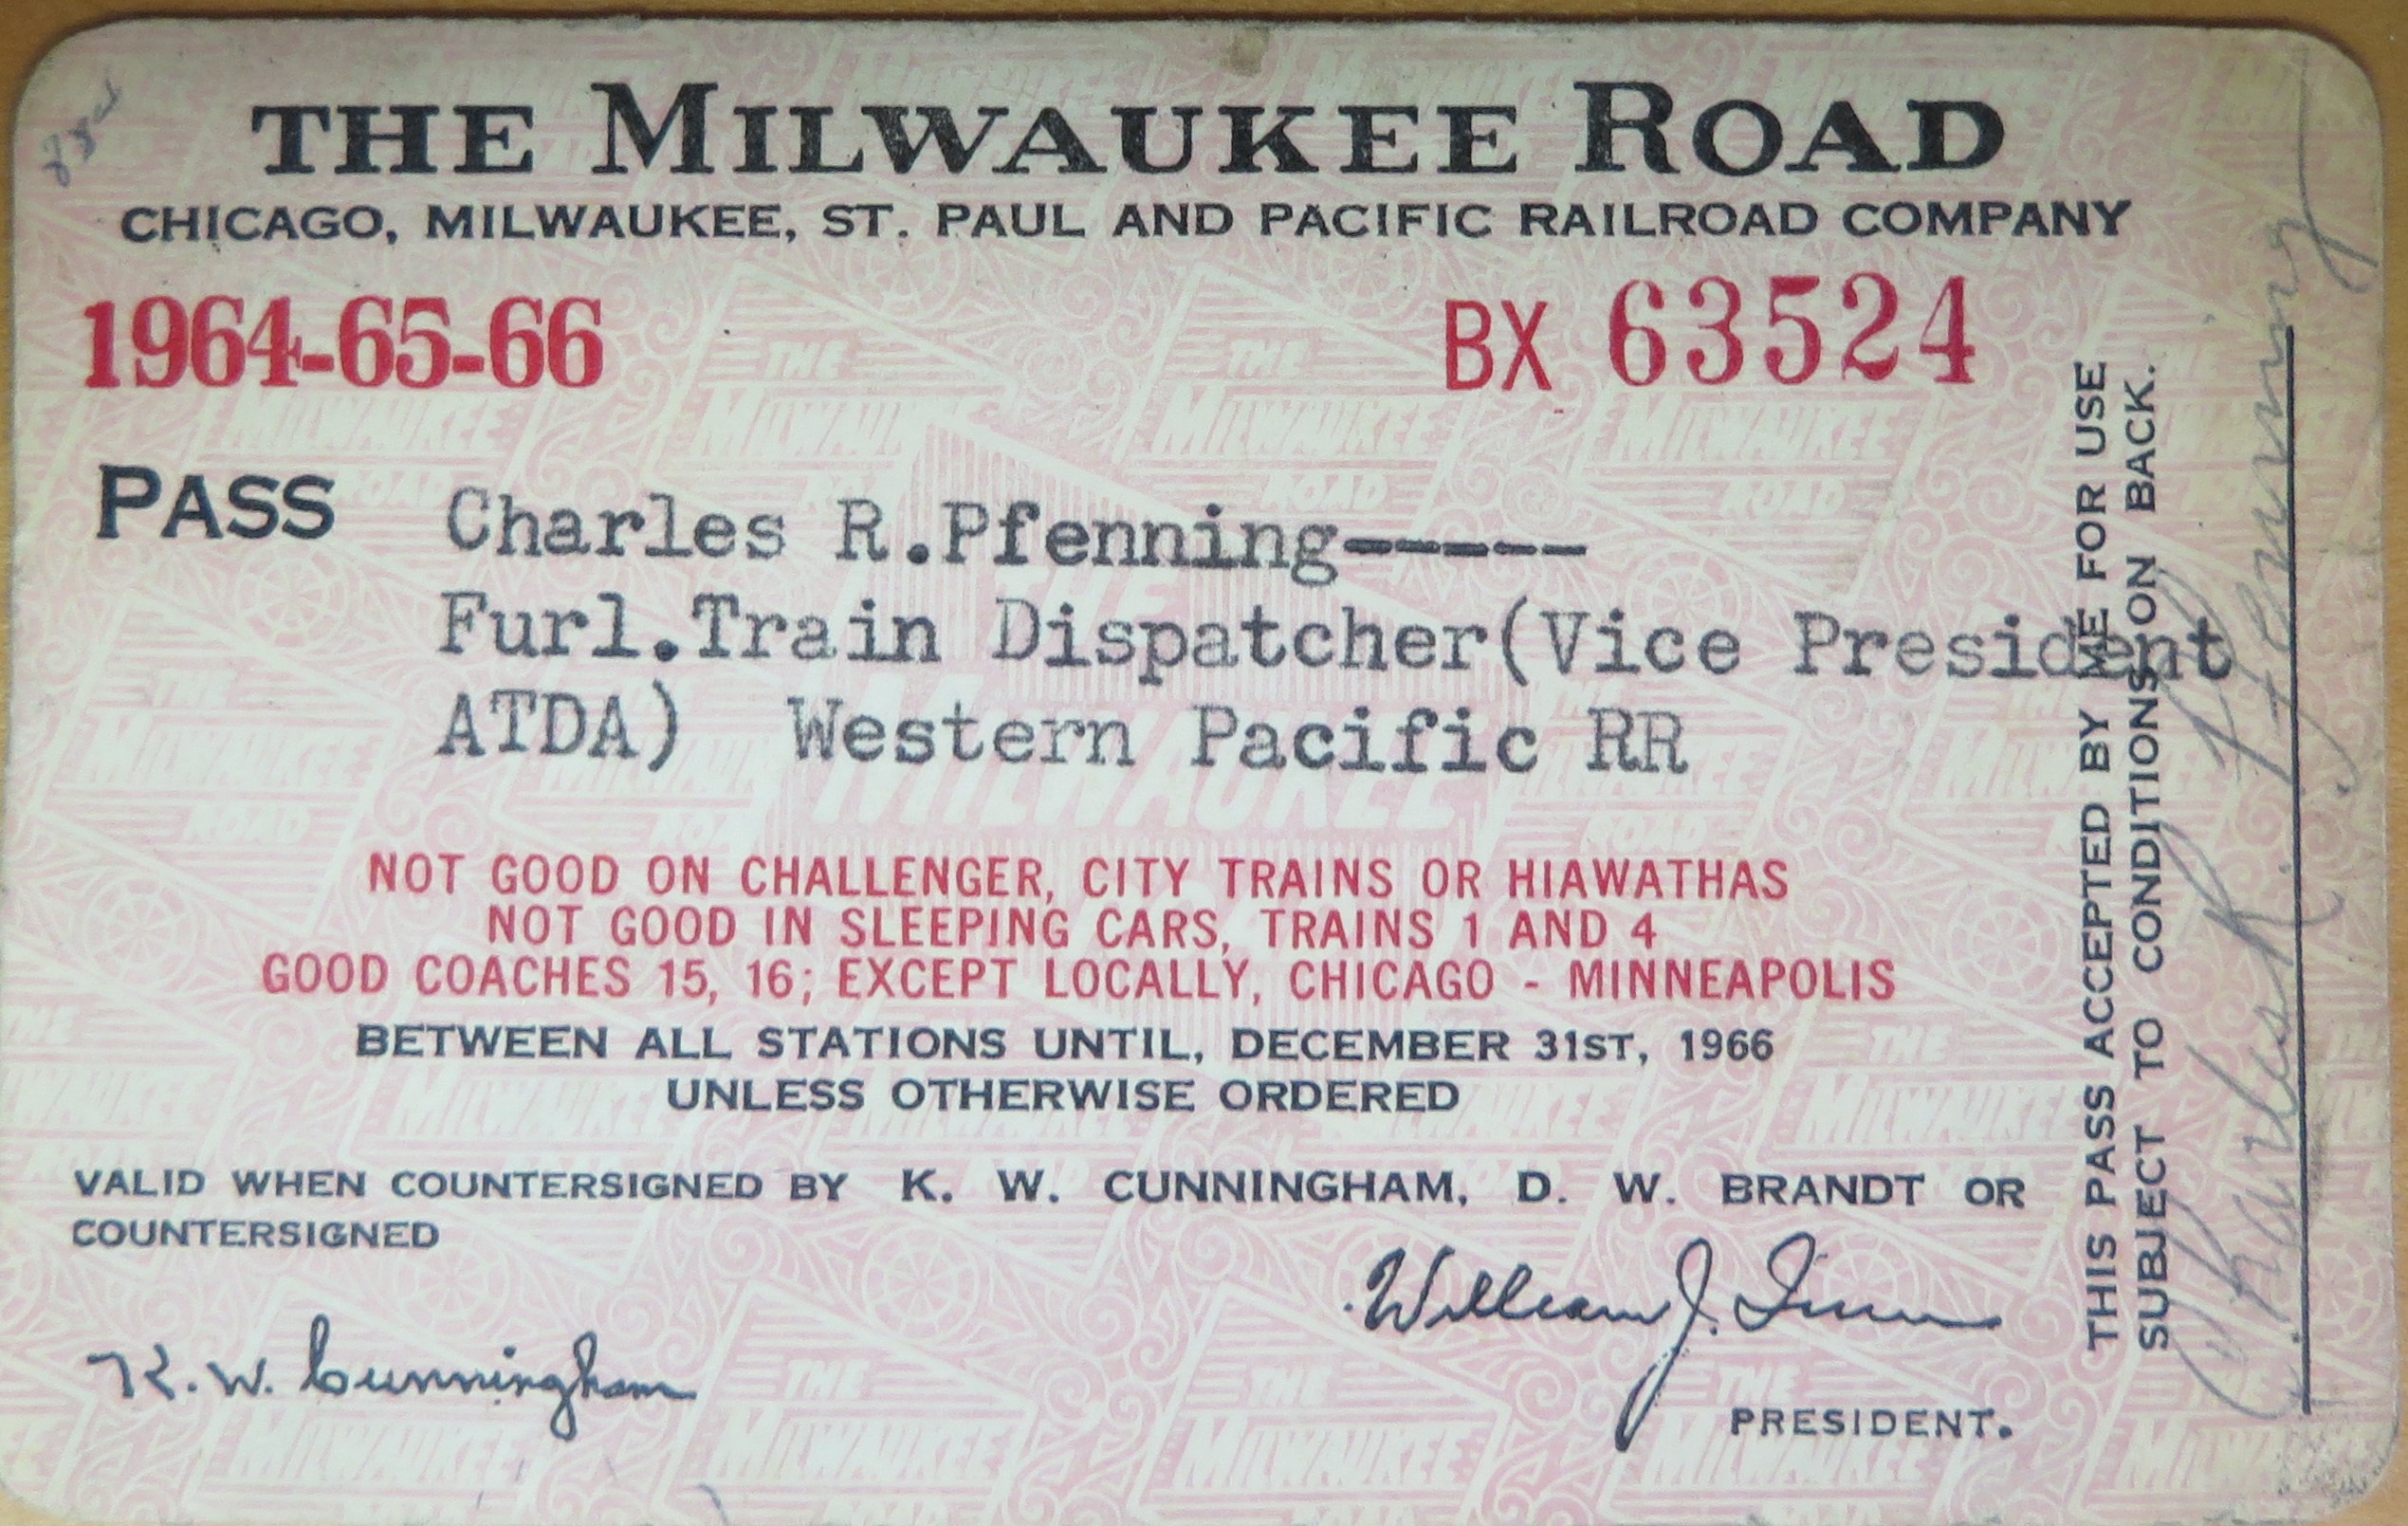 THE MILWAUKEE ROAD
CHICAGO, MILWAUKEE, ST. PAUL AND PACIFIC RAILROAD COMPANY
1964-65-66
BX 63524
PASS
Charles R.Pfenning-----
Furl.Train Dispatcher(Vice President
ATDA) Western Pacific RR
NOT GOOD ON CHALLENGER, CITY TRAINS OR HIAWATHAS
NOT GOOD IN SLEEPING CARS, TRAINS 1 AND 4
GOOD COACHES 15, 16; EXCEPT LOCALLY, CHICAGO - MINNEAPOLIS
BETWEEN ALL STATIONS UNTIL, DECEMBER 31ST, 1966
UNLESS OTHERWISE ORDERED
VALID WHEN COUNTERSIGNED BY K. W. CUNNINGHAM, D. W. BRANDT OR
COUNTERSIGNED
K. W. Cunningham
William J.
PRESIDENT.
THIS PASS ACCEPTED BY ME FOR USE
SUBJECT TO CONDITIONS ON BACK.
Charles R. Pfenning